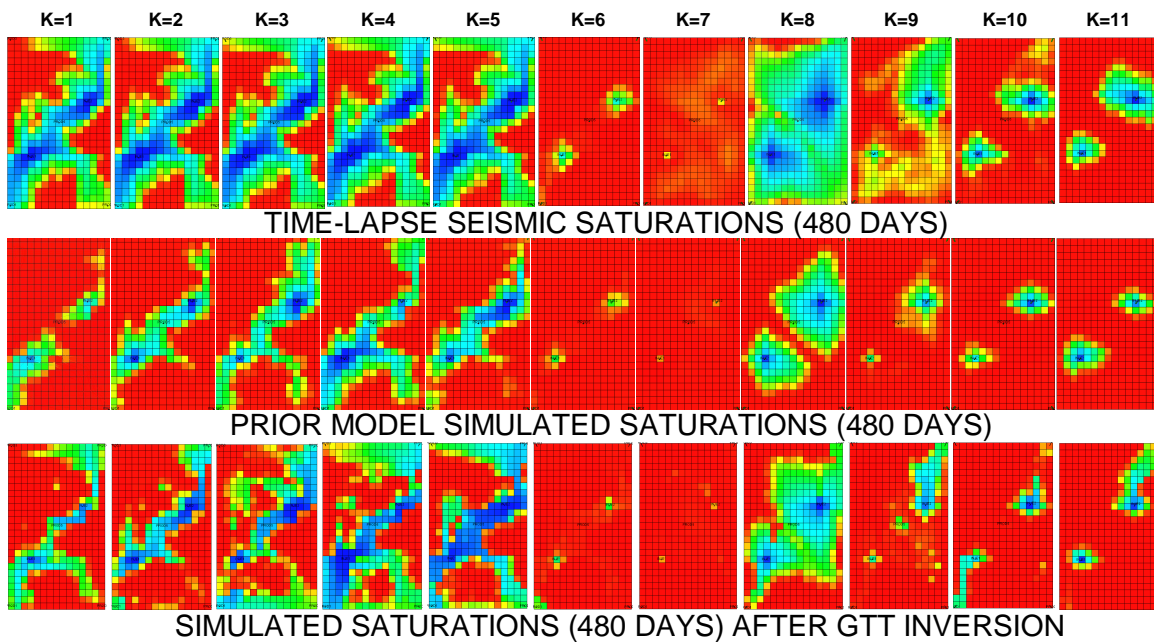 K=1 K=2 K=3 K=4 K=5 K=6 K=7 K=8 K=9 K=10 K=11
TIME-LAPSE SEISMIC SATURATIONS (480 DAYS)
PRIOR MODEL SIMULATED SATURATIONS (480 DAYS)
SIMULATED SATURATIONS (480 DAYS) AFTER GTT INVERSION